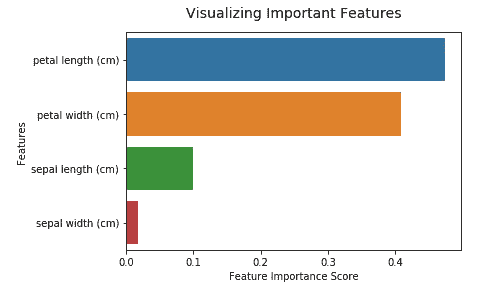 Visualizing Important Features
petal length (cm)
petal width (cm)
sepal length (cm)
sepal width (cm)
Features
0.0 0.1 0.2 0.3 0.4
Feature Importance Score